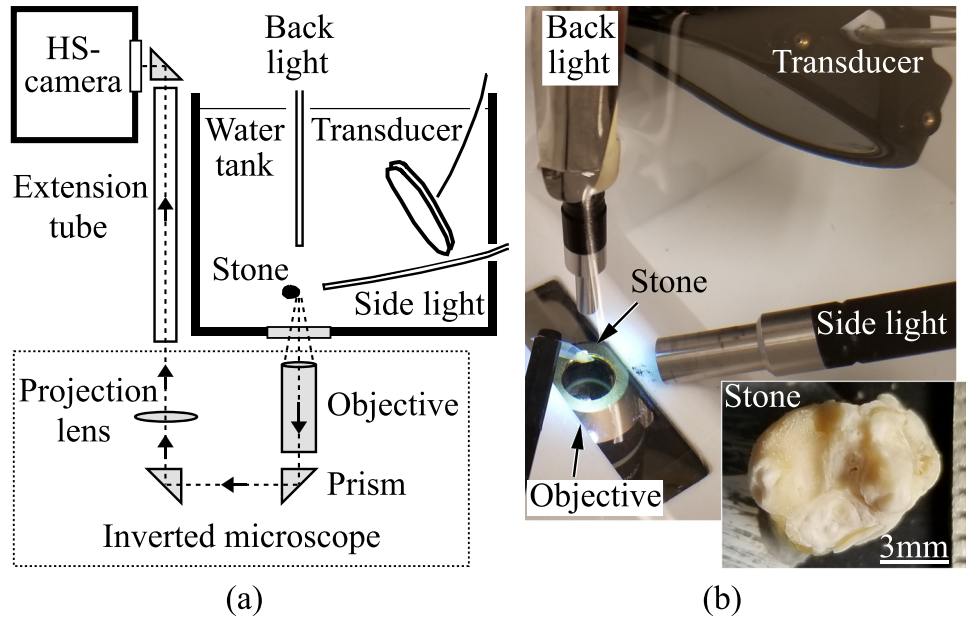 HS-
camera
Back
light
Water
tank
Transducer
Extension
tube
Stone
Side light
Projection
lens
Objective
Prism
Inverted microscope
(a)
Back
light
Transducer
Stone
Side light
Objective
Stone
3mm
(b)